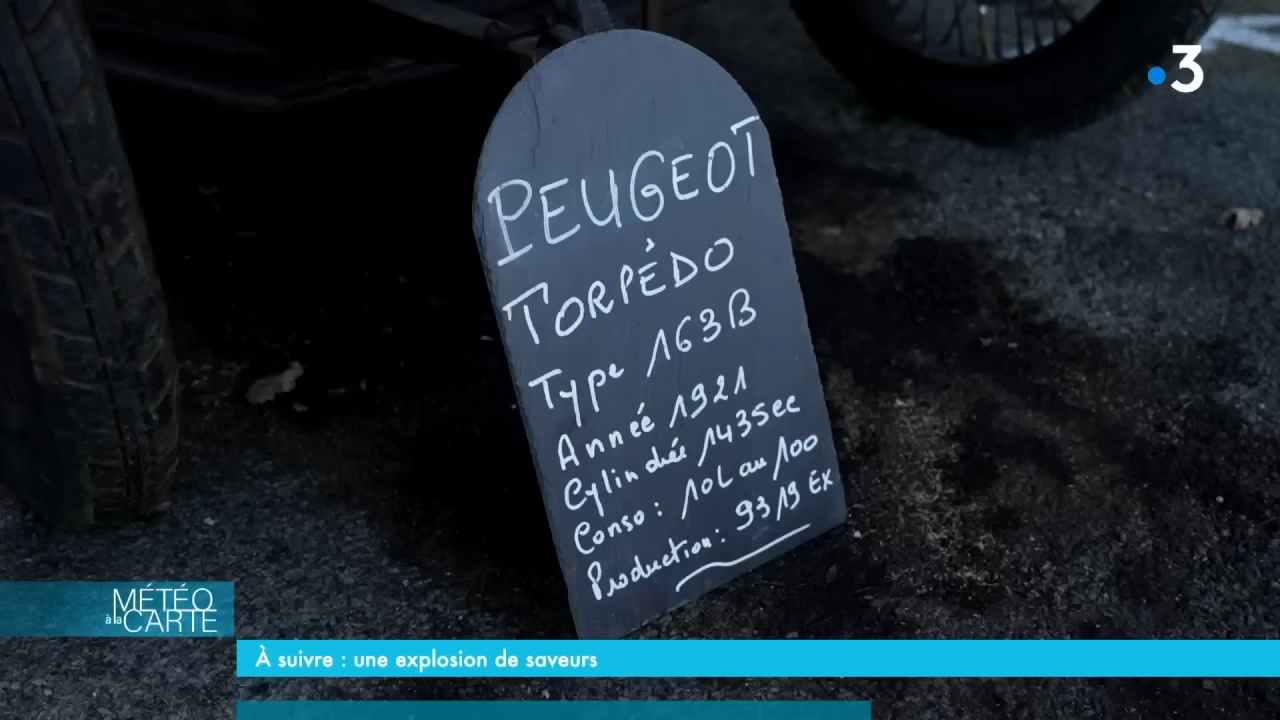 3
PEUGEOT
TORPÉDO
Type 163B
Année 1921
Cylindrée 1435cc
Conso : 10L au 100
Production : 9319 Ex
MÉTÉO
à la CARTE
À suivre : une explosion de saveurs